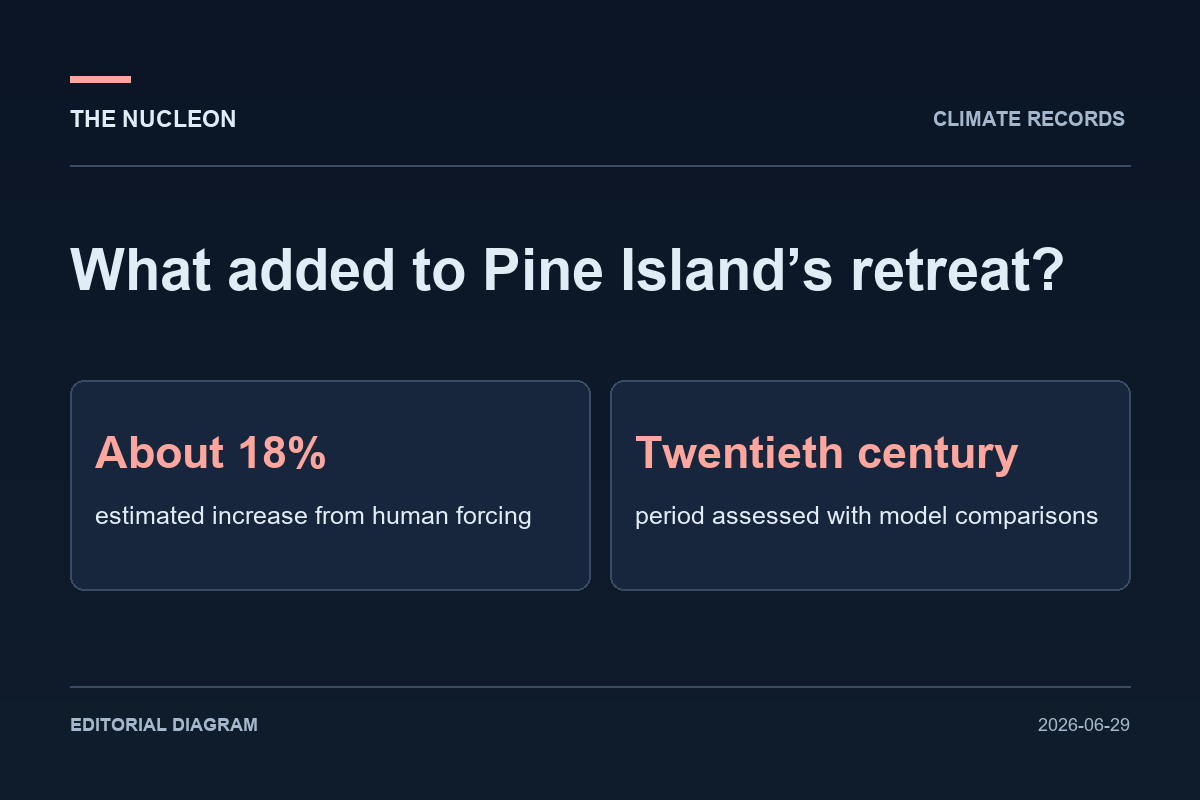 THE NUCLEON
CLIMATE RECORDS
What added to Pine Island’s retreat?
About 18%
estimated increase from human forcing
Twentieth century
period assessed with model comparisons
EDITORIAL DIAGRAM
2026-06-29